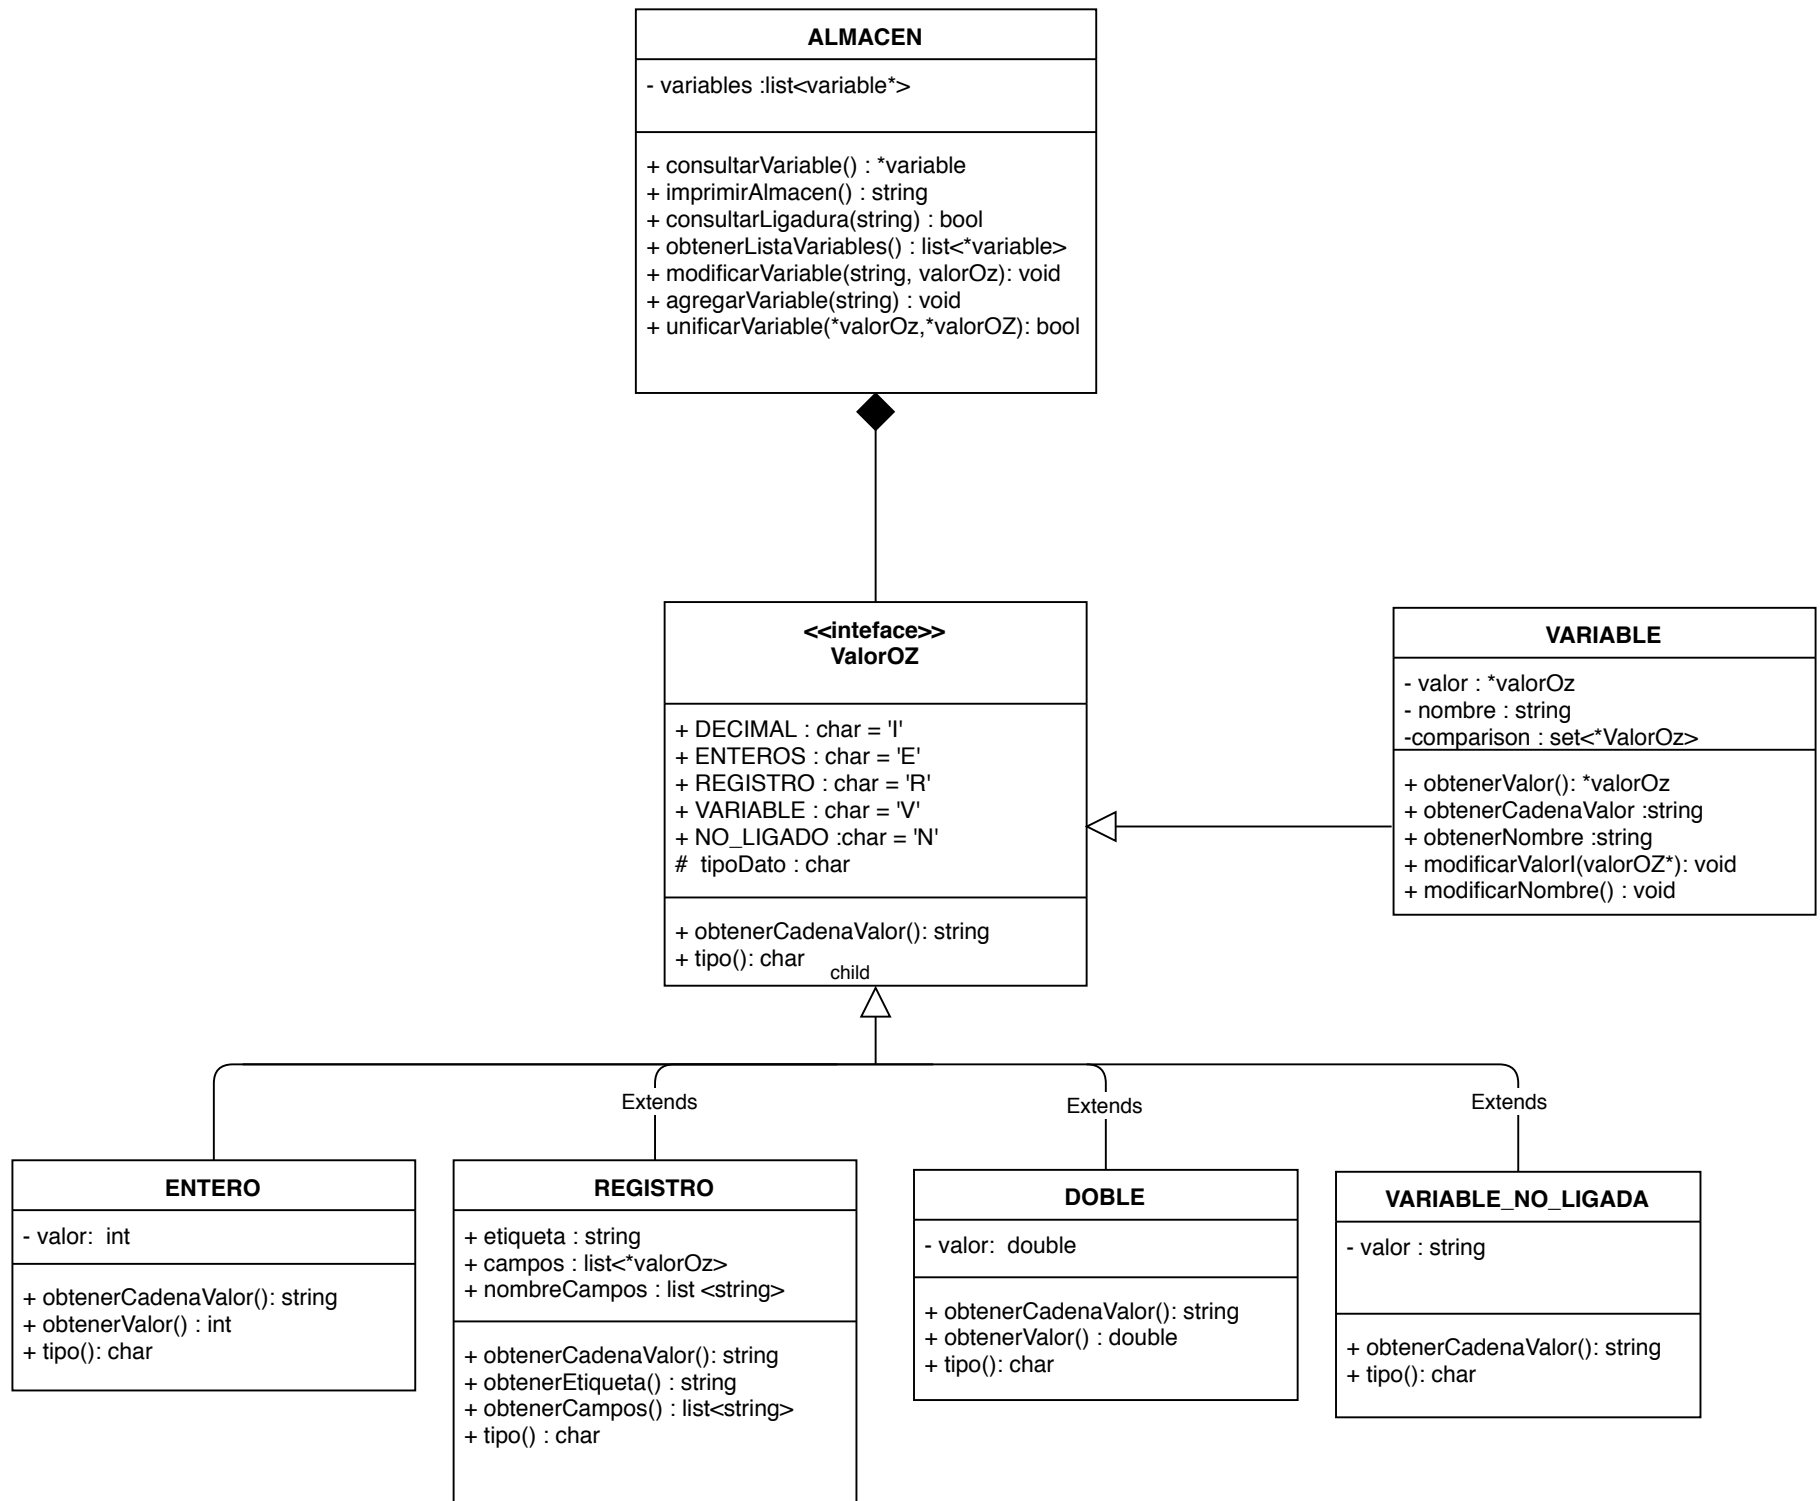 ALMACEN
- variables :list<variable*>
+ consultarVariable() : *variable
+ imprimirAlmacen() : string
+ consultarLigadura(string) : bool
+ obtenerListaVariables() : list<*variable>
+ modificarVariable(string, valorOz): void
+ agregarVariable(string) : void
+ unificarVariable(*valorOz,*valorOZ): bool
<<inteface>>
ValorOZ
+ DECIMAL : char = 'I'
+ ENTEROS : char = 'E'
+ REGISTRO : char = 'R'
+ VARIABLE : char = 'V'
+ NO_LIGADO :char = 'N'
# tipoDato : char
+ obtenerCadenaValor(): string
+ tipo(): char
child
VARIABLE
- valor : *valorOz
- nombre : string
-comparison : set<*ValorOz>
+ obtenerValor(): *valorOz
+ obtenerCadenaValor :string
+ obtenerNombre :string
+ modificarValorI(valorOZ*): void
+ modificarNombre() : void
Extends
Extends
Extends
ENTERO
- valor: int
+ obtenerCadenaValor(): string
+ obtenerValor() : int
+ tipo(): char
REGISTRO
+ etiqueta : string
+ campos : list<*valorOz>
+ nombreCampos : list <string>
+ obtenerCadenaValor(): string
+ obtenerEtiqueta() : string
+ obtenerCampos() : list<string>
+ tipo() : char
DOBLE
- valor: double
+ obtenerCadenaValor(): string
+ obtenerValor() : double
+ tipo(): char
VARIABLE_NO_LIGADA
- valor : string
+ obtenerCadenaValor(): string
+ tipo(): char